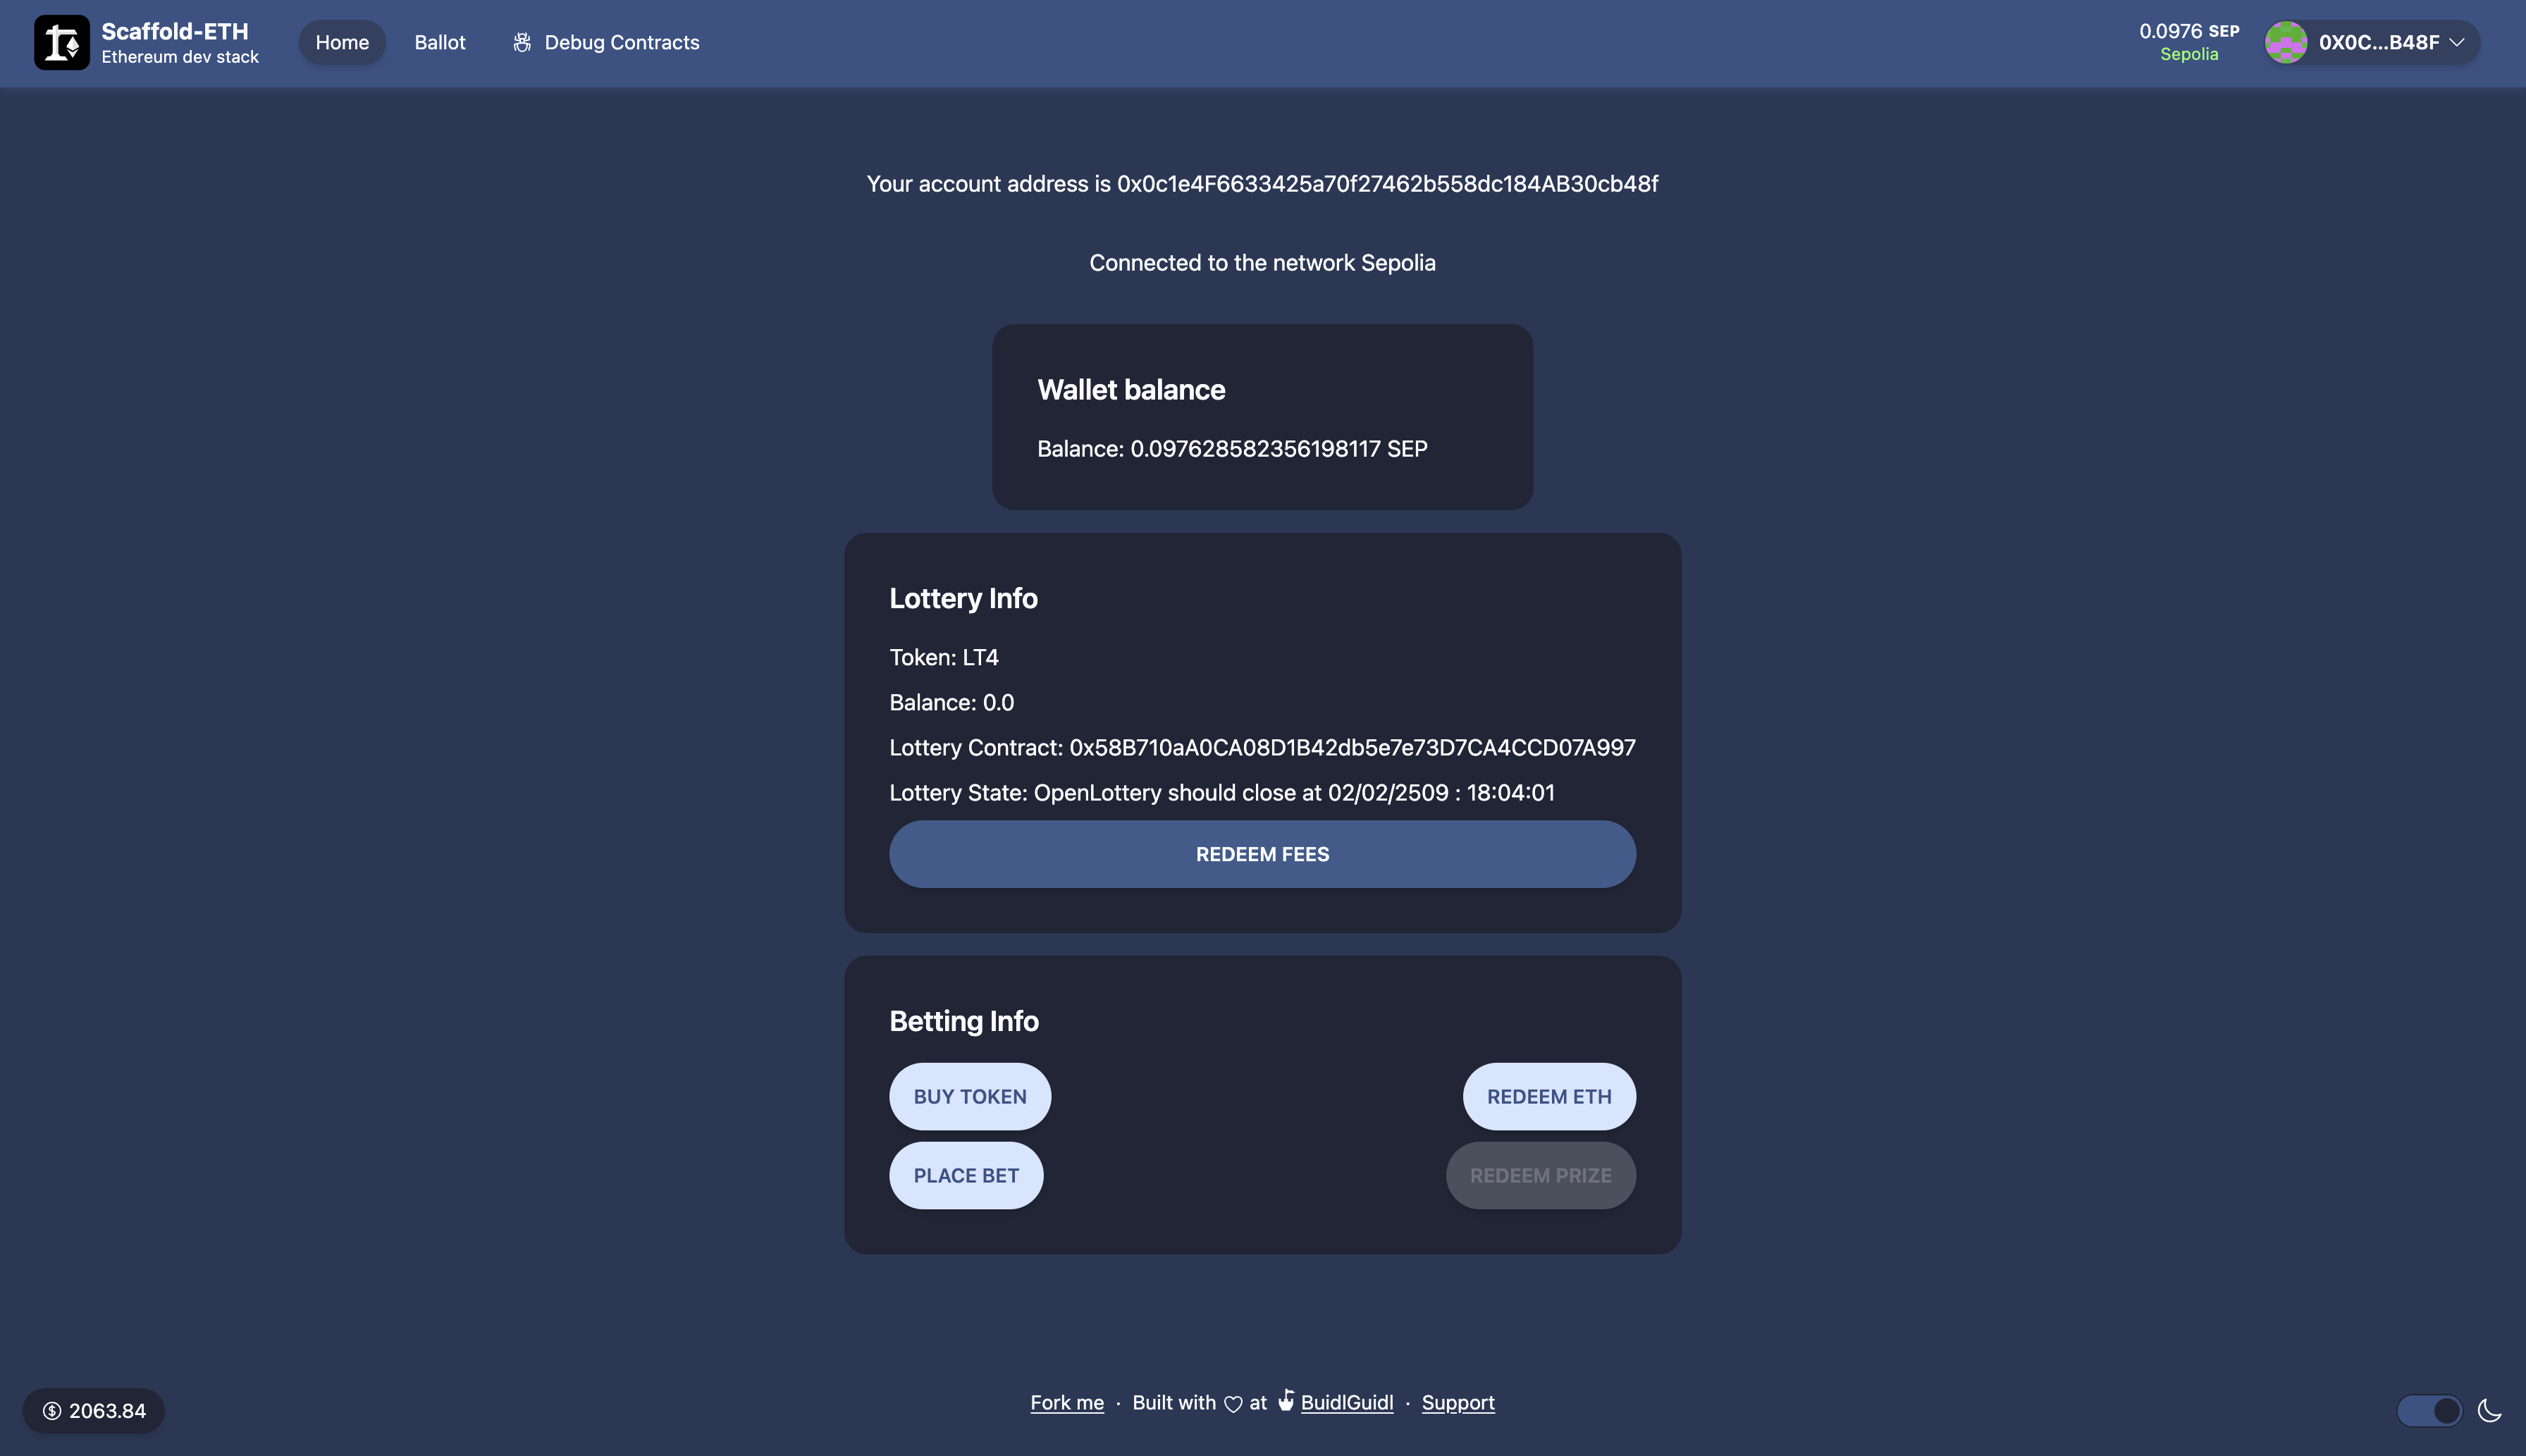 Scaffold-ETH
Ethereum dev stack
Home
Ballot
Debug Contracts
0.0976 SEP
Sepolia
0X0C...B48F
Your account address is 0x0c1e4F6633425a70f27462b558dc184AB30cb48f
Connected to the network Sepolia
Wallet balance
Balance: 0.097628582356198117 SEP
Lottery Info
Token: LT4
Balance: 0.0
Lottery Contract: 0x58B710aA0CA08D1B42db5e7e73D7CA4CCD07A997
Lottery State: OpenLottery should close at 02/02/2509 : 18:04:01
REDEEM FEES
Betting Info
BUY TOKEN
REDEEM ETH
PLACE BET
REDEEM PRIZE
2063.84
Fork me · Built with ♡ at BuidlGuidl · Support